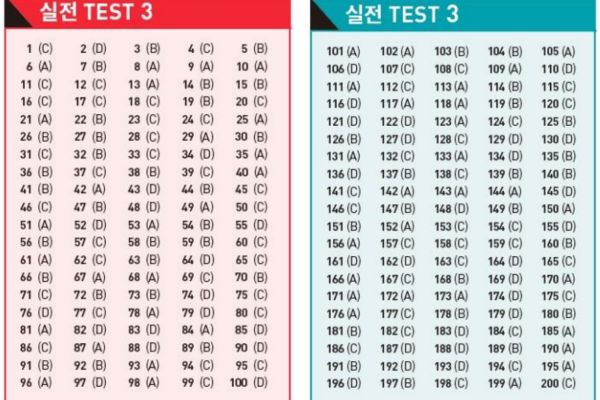 실전 TEST 3
1 (C) 2 (D) 3 (B) 4 (C) 5 (B)
6 (A) 7 (B) 8 (A) 9 (A) 10 (A)
11 (C) 12 (C) 13 (A) 14 (B) 15 (B)
16 (C) 17 (C) 18 (C) 19 (B) 20 (C)
21 (A) 22 (B) 23 (C) 24 (C) 25 (A)
26 (B) 27 (B) 28 (C) 29 (A) 30 (B)
31 (C) 32 (B) 33 (C) 34 (D) 35 (A)
36 (B) 37 (C) 38 (B) 39 (C) 40 (A)
41 (B) 42 (A) 43 (D) 44 (B) 45 (C)
46 (C) 47 (B) 48 (D) 49 (A) 50 (C)
51 (A) 52 (D) 53 (A) 54 (B) 55 (D)
56 (B) 57 (C) 58 (B) 59 (B) 60 (C)
61 (A) 62 (C) 63 (B) 64 (D) 65 (C)
66 (B) 67 (A) 68 (A) 69 (C) 70 (B)
71 (C) 72 (B) 73 (B) 74 (D) 75 (C)
76 (D) 77 (C) 78 (A) 79 (D) 80 (C)
81 (A) 82 (D) 83 (D) 84 (A) 85 (D)
86 (C) 87 (A) 88 (D) 89 (B) 90 (D)
91 (B) 92 (B) 93 (A) 94 (C) 95 (C)
96 (A) 97 (D) 98 (A) 99 (C) 100 (D)
실전 TEST 3
101 (A) 102 (A) 103 (B) 104 (B) 105 (A)
106 (D) 107 (C) 108 (C) 109 (A) 110 (D)
111 (A) 112 (C) 113 (A) 114 (B) 115 (C)
116 (D) 117 (A) 118 (A) 119 (B) 120 (C)
121 (D) 122 (D) 123 (A) 124 (C) 125 (B)
126 (B) 127 (D) 128 (C) 129 (D) 130 (D)
131 (A) 132 (C) 133 (A) 134 (D) 135 (B)
136 (D) 137 (B) 138 (C) 139 (B) 140 (B)
141 (C) 142 (A) 143 (A) 144 (A) 145 (D)
146 (C) 147 (B) 148 (D) 149 (B) 150 (A)
151 (B) 152 (A) 153 (C) 154 (C) 155 (D)
156 (A) 157 (C) 158 (C) 159 (B) 160 (B)
161 (D) 162 (C) 163 (D) 164 (D) 165 (C)
166 (A) 167 (C) 168 (B) 169 (D) 170 (A)
171 (A) 172 (A) 173 (A) 174 (D) 175 (C)
176 (A) 177 (C) 178 (B) 179 (D) 180 (B)
181 (B) 182 (C) 183 (D) 184 (C) 185 (A)
186 (C) 187 (D) 188 (D) 189 (B) 190 (A)
191 (B) 192 (D) 193 (D) 194 (C) 195 (A)
196 (D) 197 (B) 198 (C) 199 (A) 200 (C)